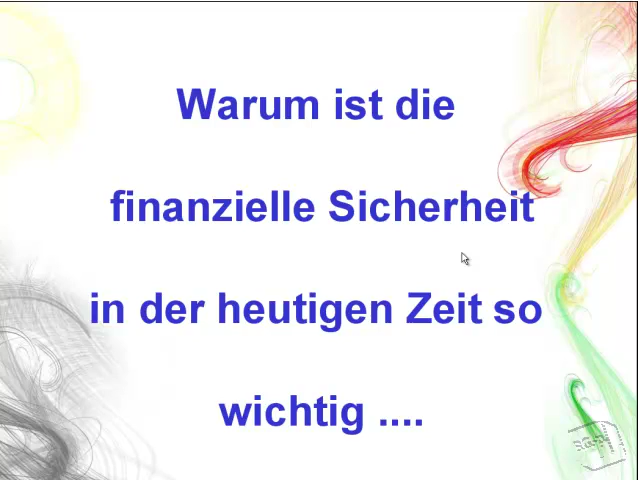 Warum ist die
finanzielle Sicherheit
in der heutigen Zeit so
wichtig ....